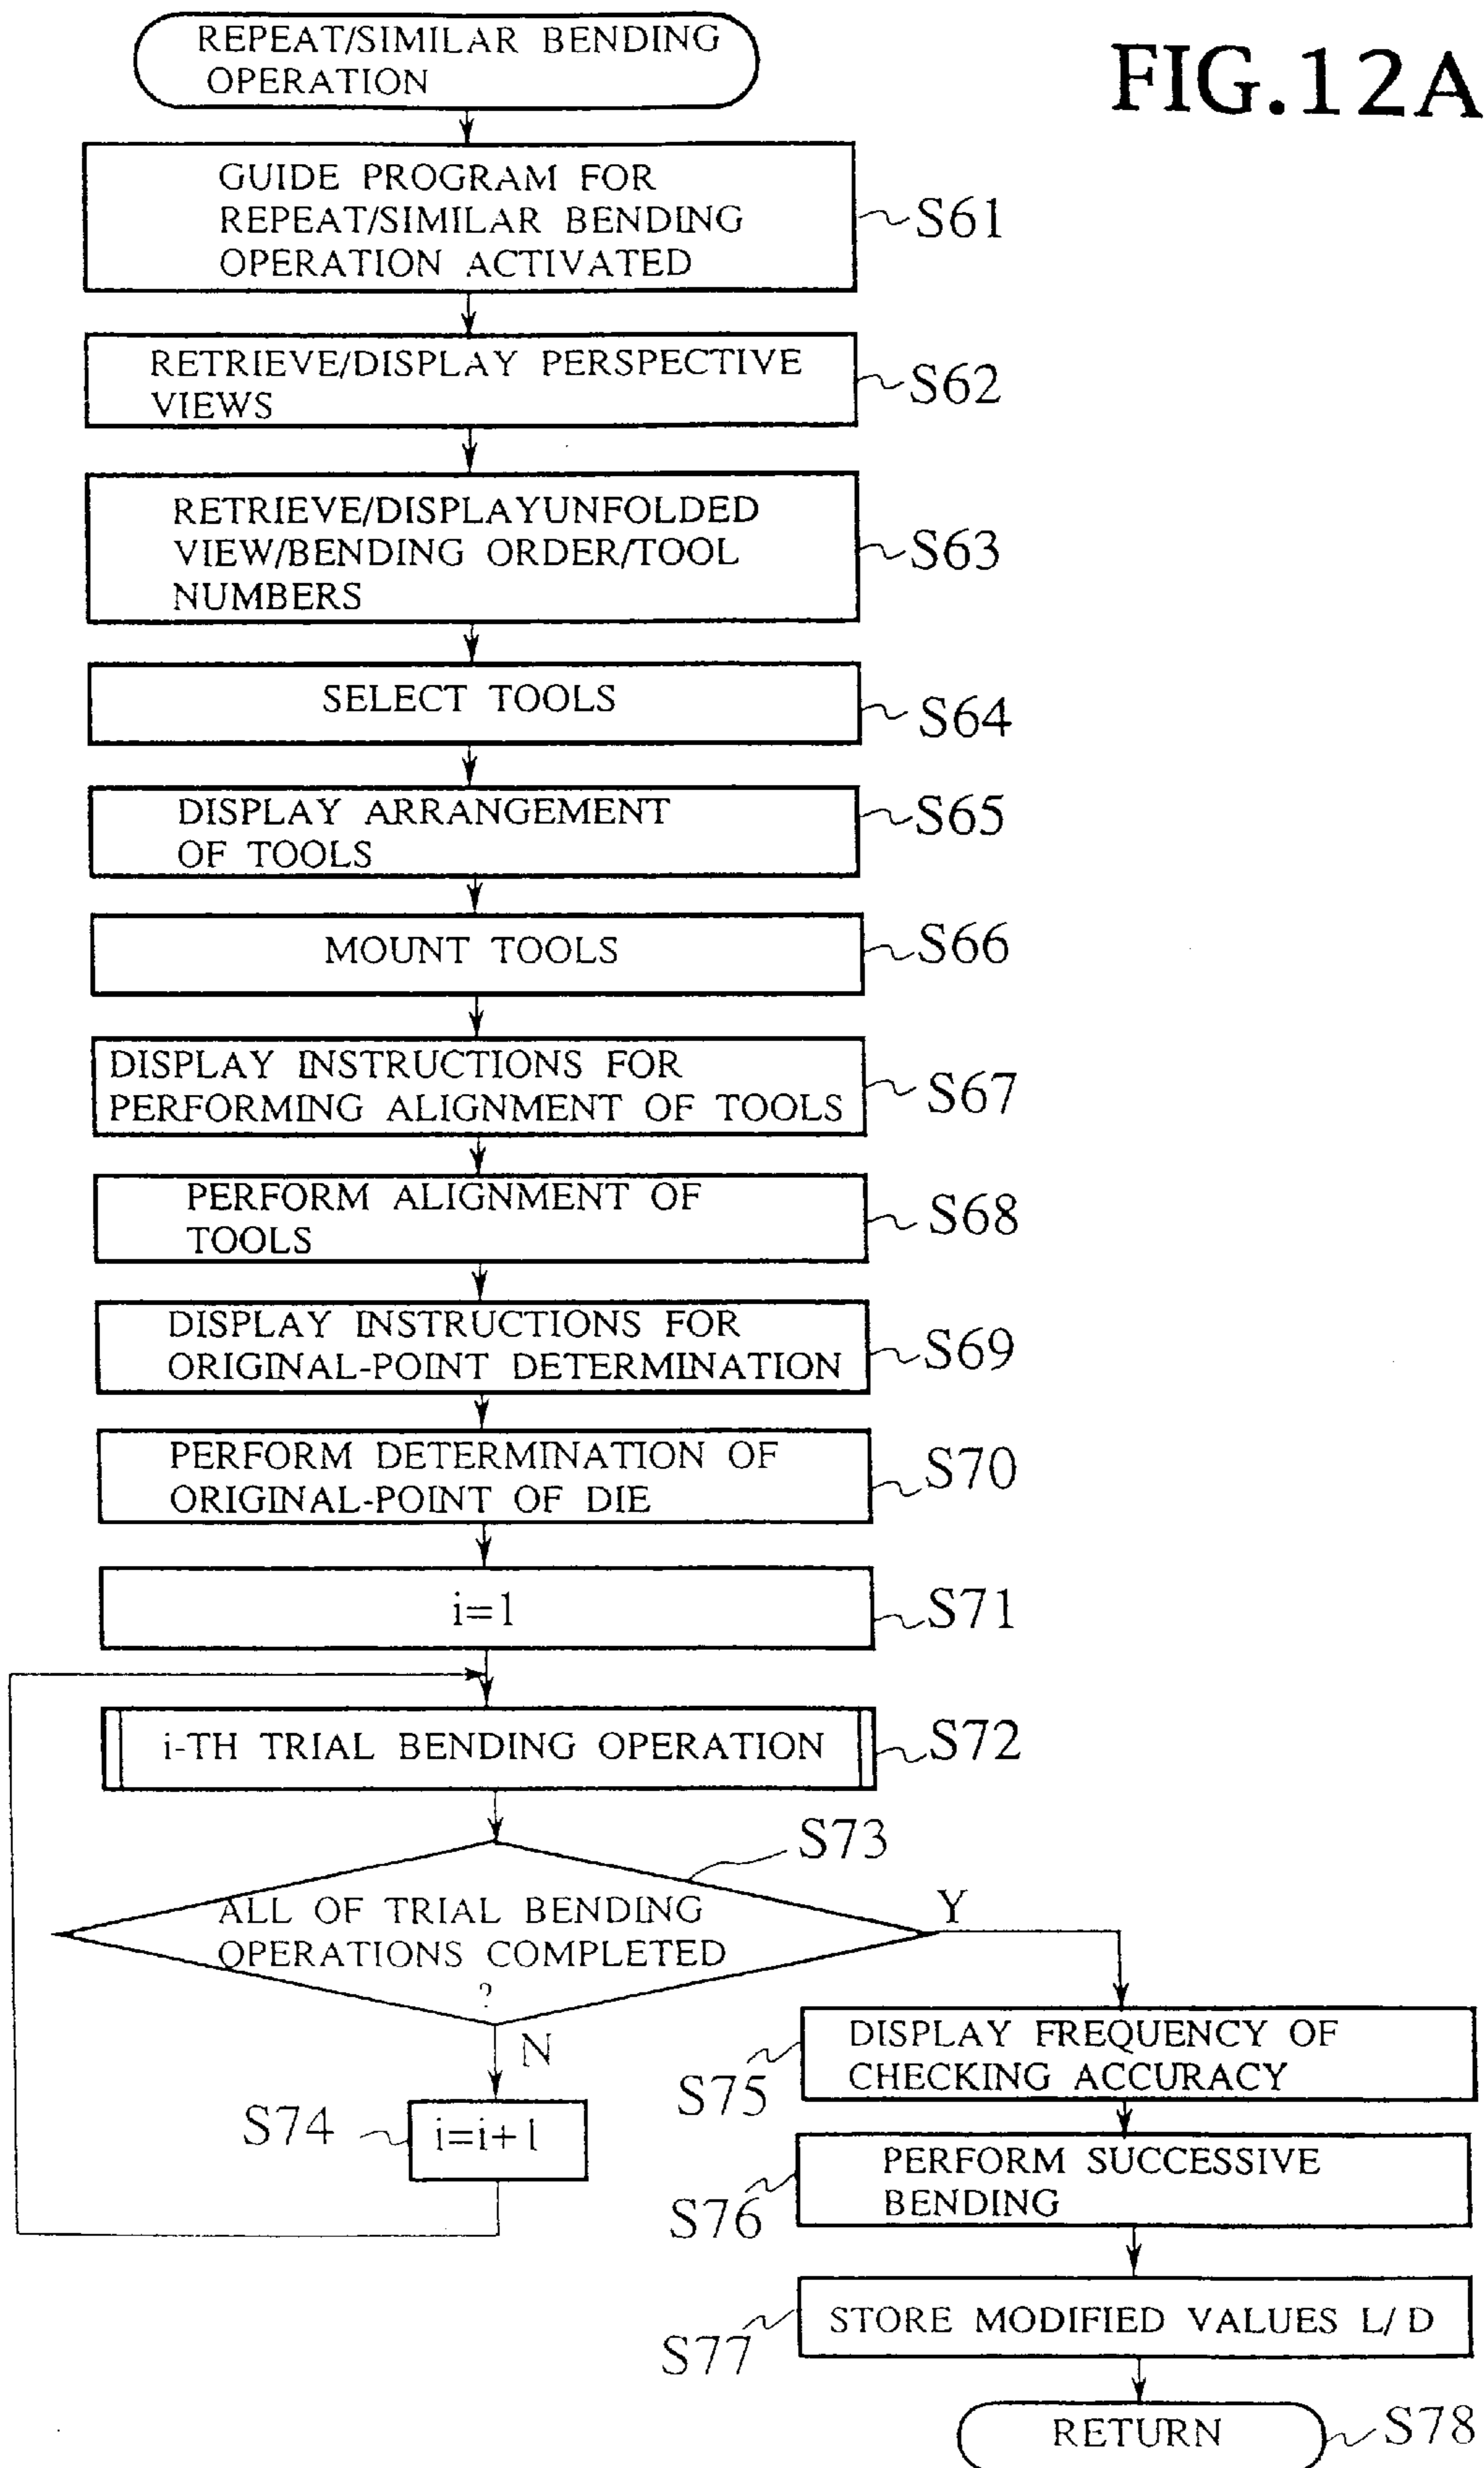 FIG.12A
REPEAT/SIMILAR BENDING
OPERATION
GUIDE PROGRAM FOR
REPEAT/SIMILAR BENDING
OPERATION ACTIVATED
S61
RETRIEVE/DISPLAY PERSPECTIVE
VIEWS
S62
RETRIEVE/DISPLAYUNFOLDED
VIEW/BENDING ORDER/TOOL
NUMBERS
S63
SELECT TOOLS
S64
DISPLAY ARRANGEMENT
OF TOOLS
S65
MOUNT TOOLS
S66
DISPLAY INSTRUCTIONS FOR
PERFORMING ALIGNMENT OF TOOLS
S67
PERFORM ALIGNMENT OF
TOOLS
S68
DISPLAY INSTRUCTIONS FOR
ORIGINAL-POINT DETERMINATION
S69
PERFORM DETERMINATION OF
ORIGINAL-POINT OF DIE
S70
i=1
S71
i-TH TRIAL BENDING OPERATION
S72
S73
ALL OF TRIAL BENDING
OPERATIONS COMPLETED
?
Y
N
S74
i=i+1
DISPLAY FREQUENCY OF
CHECKING ACCURACY
S75
PERFORM SUCCESSIVE
BENDING
S76
STORE MODIFIED VALUES L/D
S77
RETURN
S78